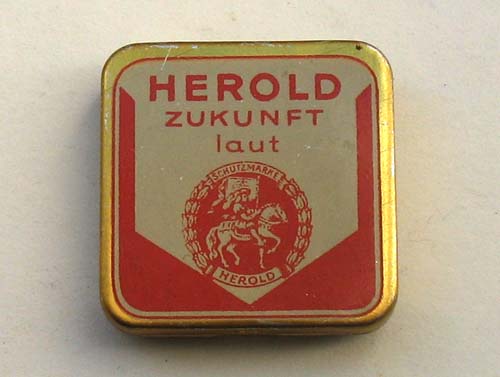 HEROLD
ZUKUNFT
laut
SCHUTZMARKE
HEROLD